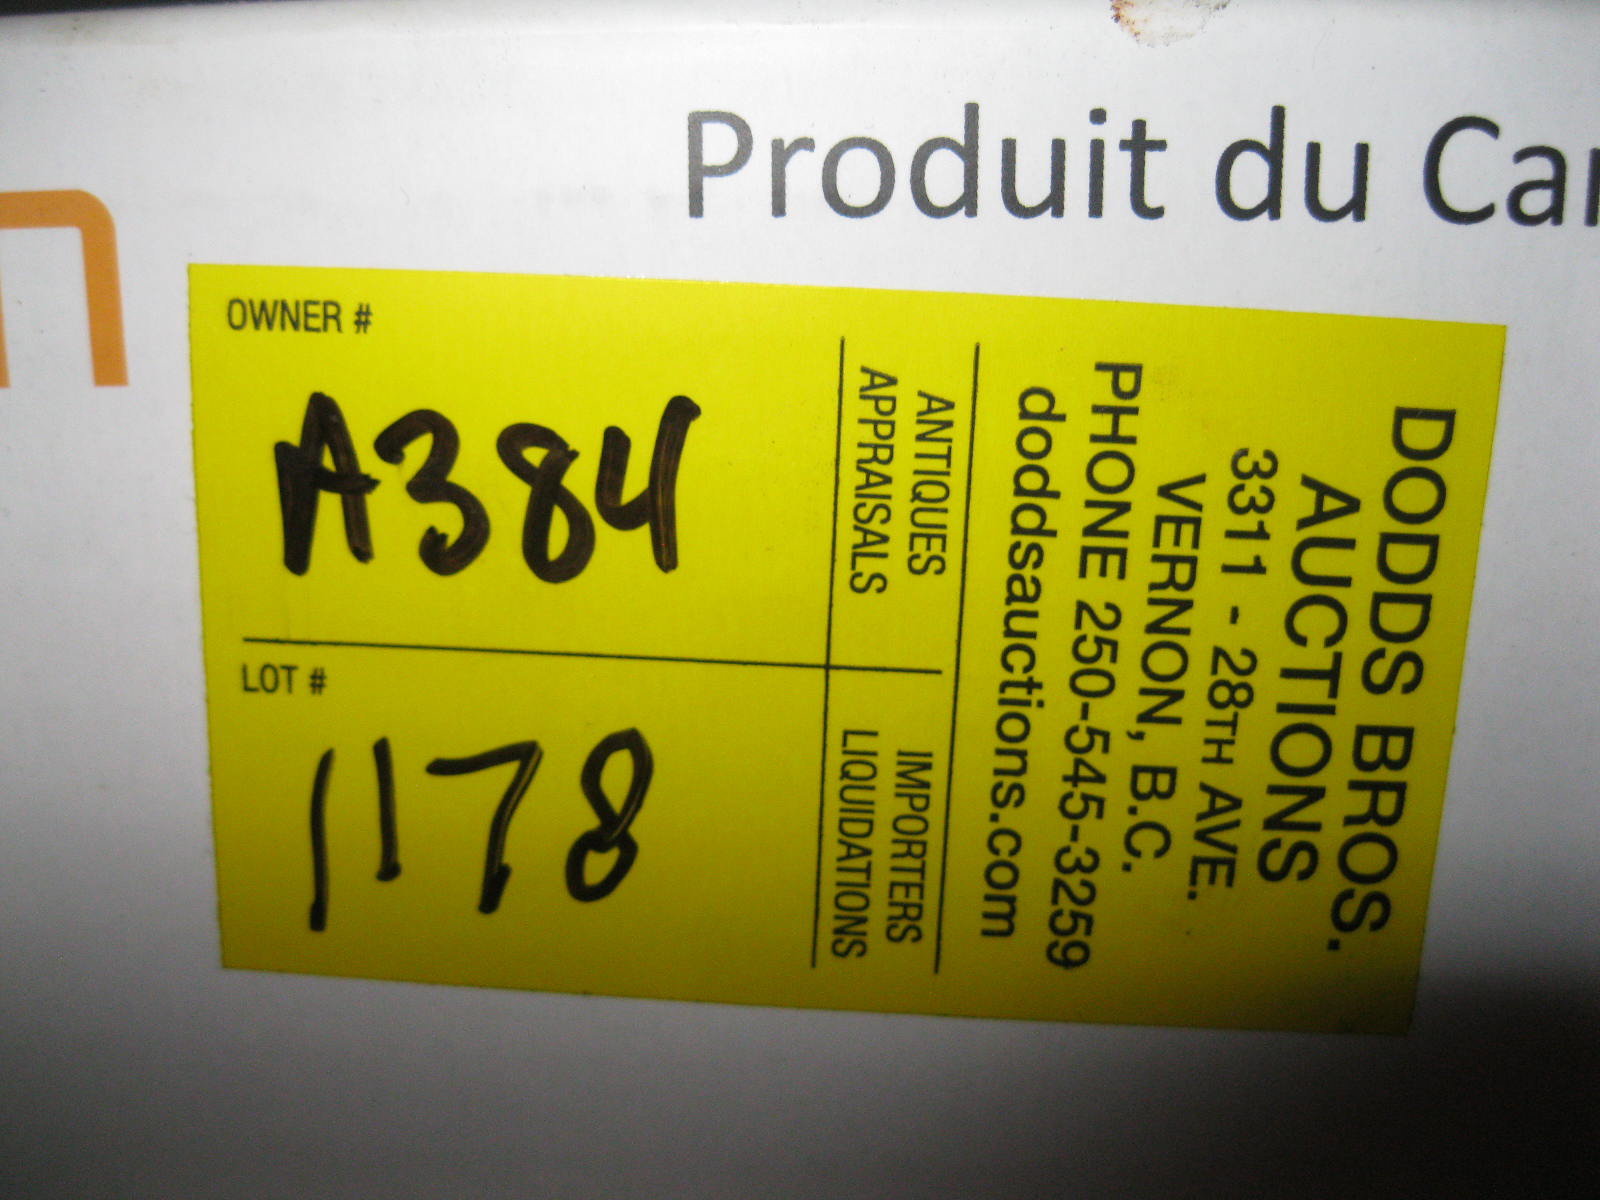 Produit du Can
OWNER #
A384
LOT #
1178
ANTIQUES
APPRAISALS
IMPORTERS
LIQUIDATIONS
DODDS BROS.
AUCTIONS
3311 - 28TH AVE.
VERNON, B.C.
PHONE 250-545-3259
doddsauctions.com